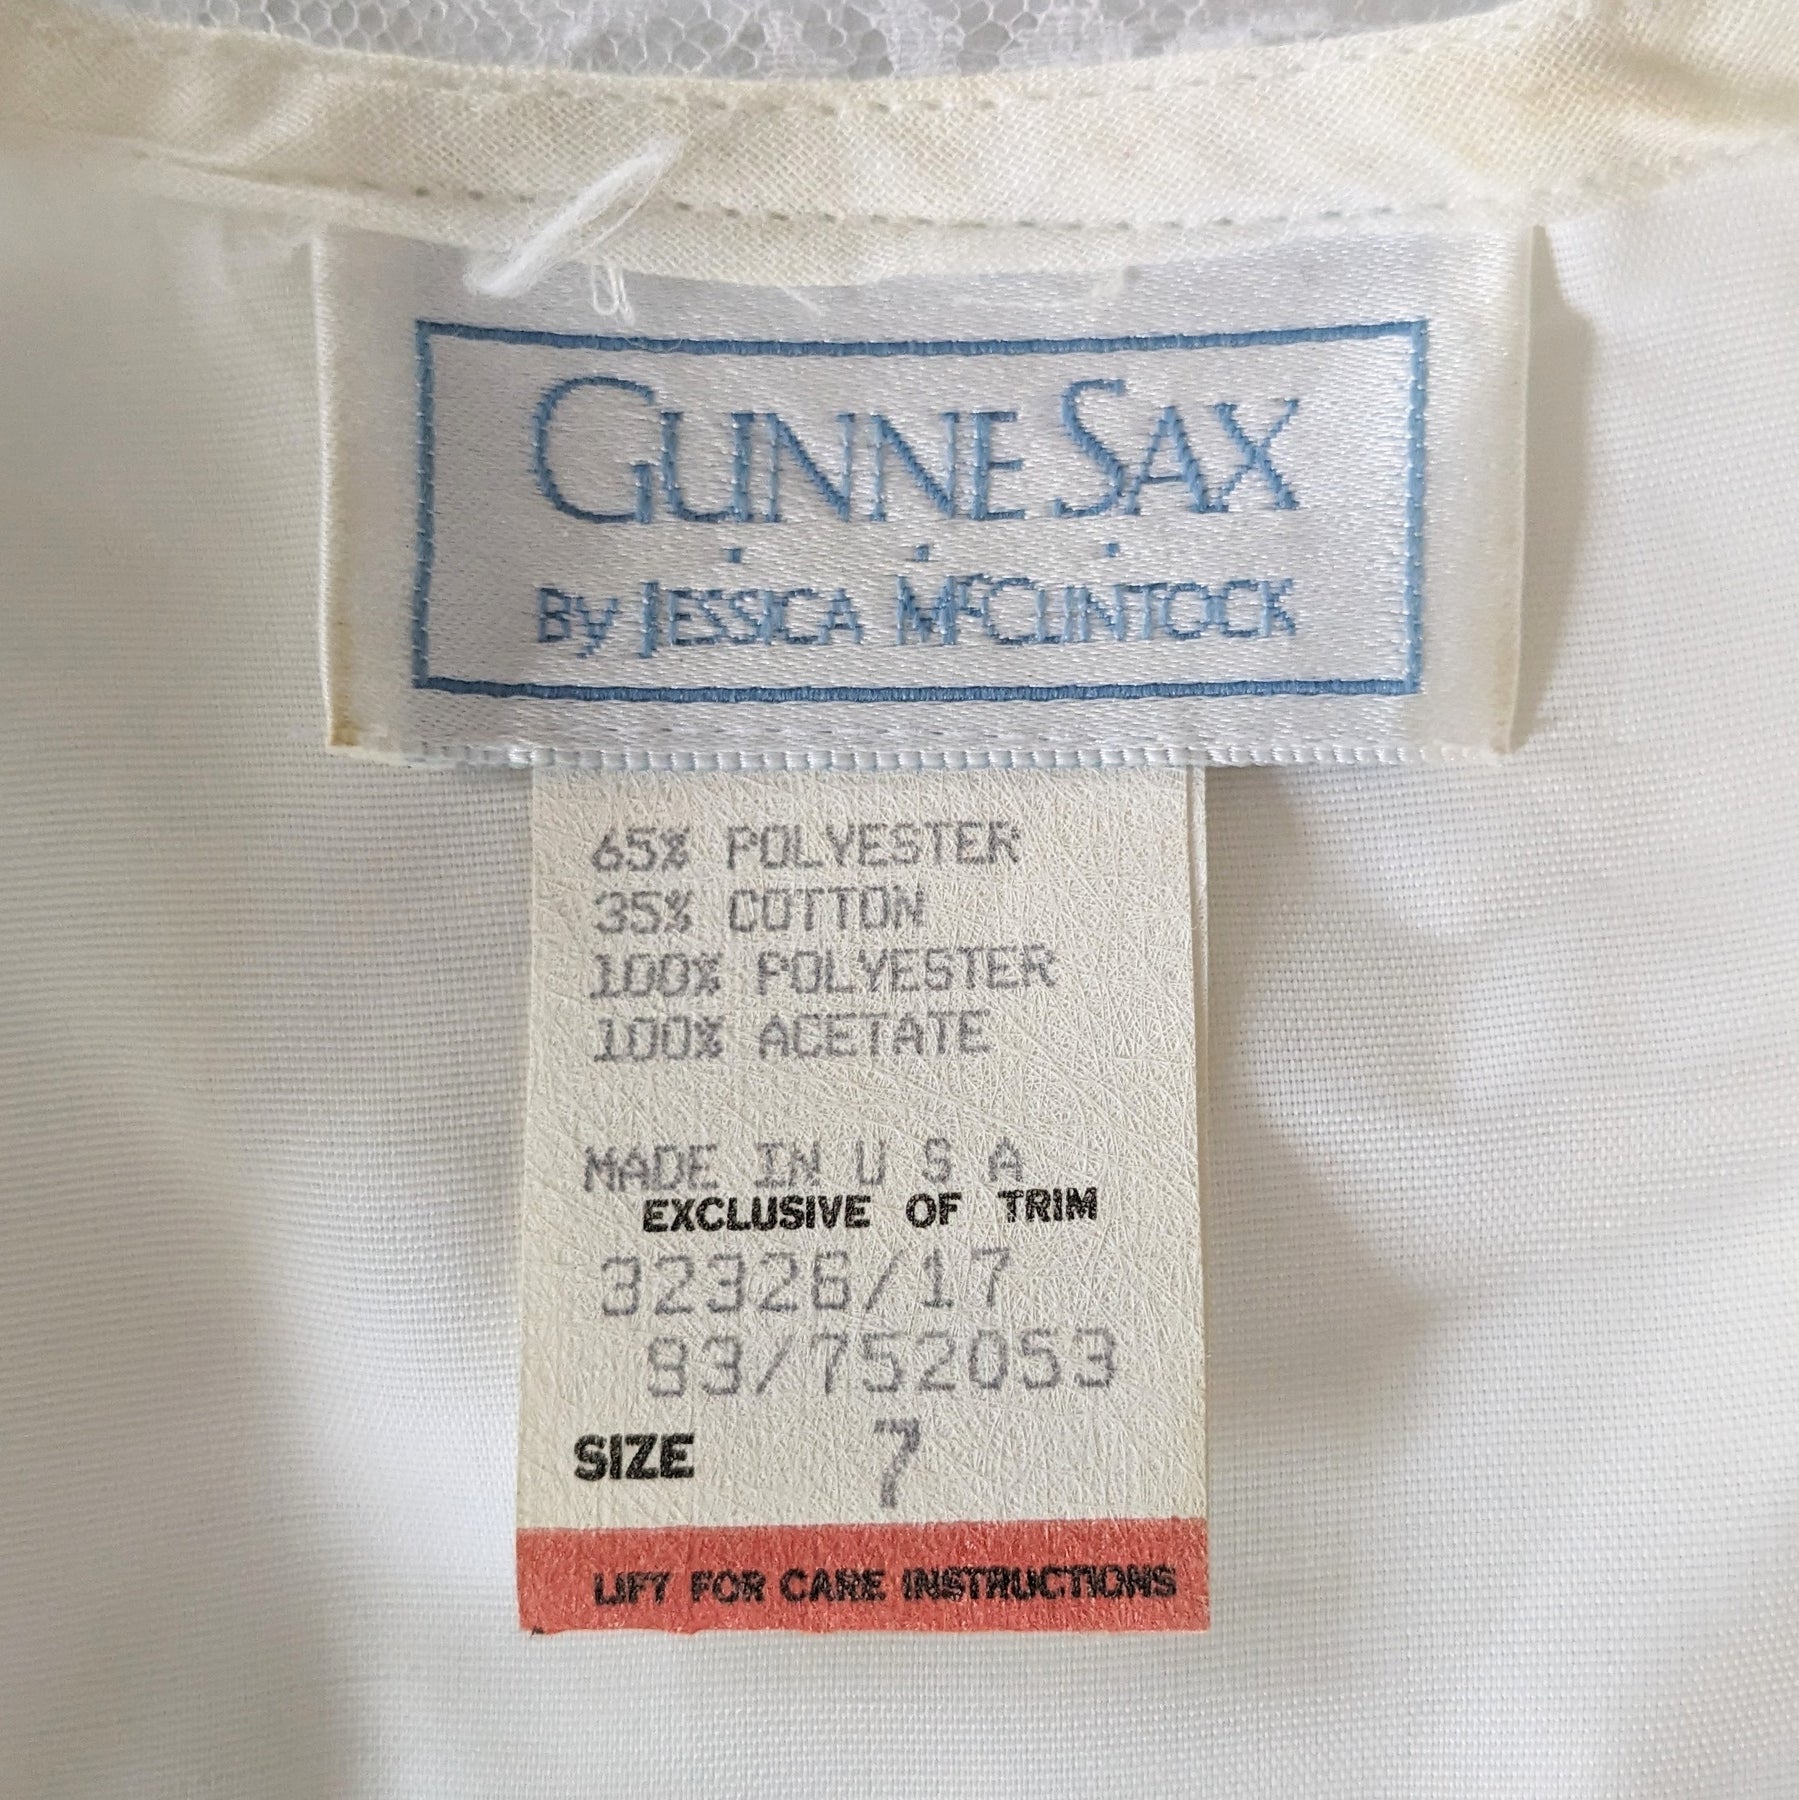 GUNNE SAX
BY JESSICA McCLINTOCK
65% POLYESTER
35% COTTON
100% POLYESTER
100% ACETATE
MADE IN U S A
EXCLUSIVE OF TRIM
32326/17
83/752053
SIZE 7
LIFT FOR CARE INSTRUCTIONS